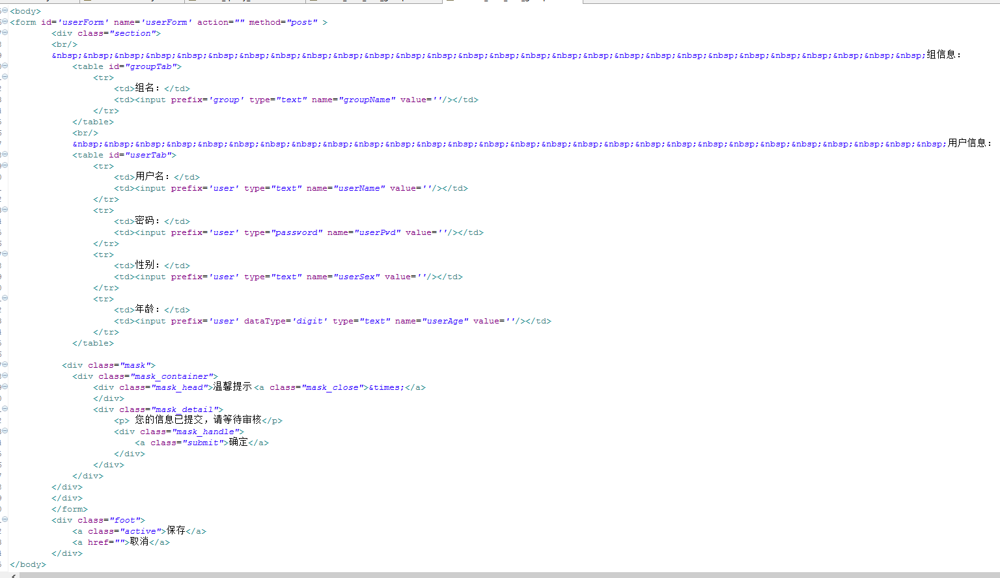 <body>
<form id='userForm' name='userForm' action="" method="post" >
<div class="section">
<br/>
&nbsp;&nbsp;&nbsp;&nbsp;&nbsp;&nbsp;&nbsp;&nbsp;&nbsp;&nbsp;&nbsp;&nbsp;&nbsp;&nbsp;&nbsp;&nbsp;&nbsp;&nbsp;&nbsp;&nbsp;&nbsp;&nbsp;&nbsp;&nbsp;&nbsp;&nbsp;&nbsp;&nbsp;组信息：
<table id="groupTab">
<tr>
<td>组名：</td>
<td><input prefix='group' type="text" name="groupName" value=''/></td>
</tr>
</table>
<br/>
&nbsp;&nbsp;&nbsp;&nbsp;&nbsp;&nbsp;&nbsp;&nbsp;&nbsp;&nbsp;&nbsp;&nbsp;&nbsp;&nbsp;&nbsp;&nbsp;&nbsp;&nbsp;&nbsp;&nbsp;&nbsp;&nbsp;&nbsp;&nbsp;&nbsp;&nbsp;&nbsp;&nbsp;用户信息：
<table id="userTab">
<tr>
<td>用户名：</td>
<td><input prefix='user' type="text" name="userName" value=''/></td>
</tr>
<tr>
<td>密码：</td>
<td><input prefix='user' type="password" name="userPwd" value=''/></td>
</tr>
<tr>
<td>性别：</td>
<td><input prefix='user' type="text" name="userSex" value=''/></td>
</tr>
<tr>
<td>年龄：</td>
<td><input prefix='user' dataType='digit' type="text" name="userAge" value=''/></td>
</tr>
</table>
<div class="mask">
<div class="mask_container">
<div class="mask_head">温馨提示<a class="mask_close">&times;</a>
</div>
<div class="mask_detail">
<p> 您的信息已提交，请等待审核</p>
<div class="mask_handle">
<a class="submit">确定</a>
</div>
</div>
</div>
</div>
</div>
</form>
<div class="foot">
<a class="active">保存</a>
<a href="">取消</a>
</div>
</body>